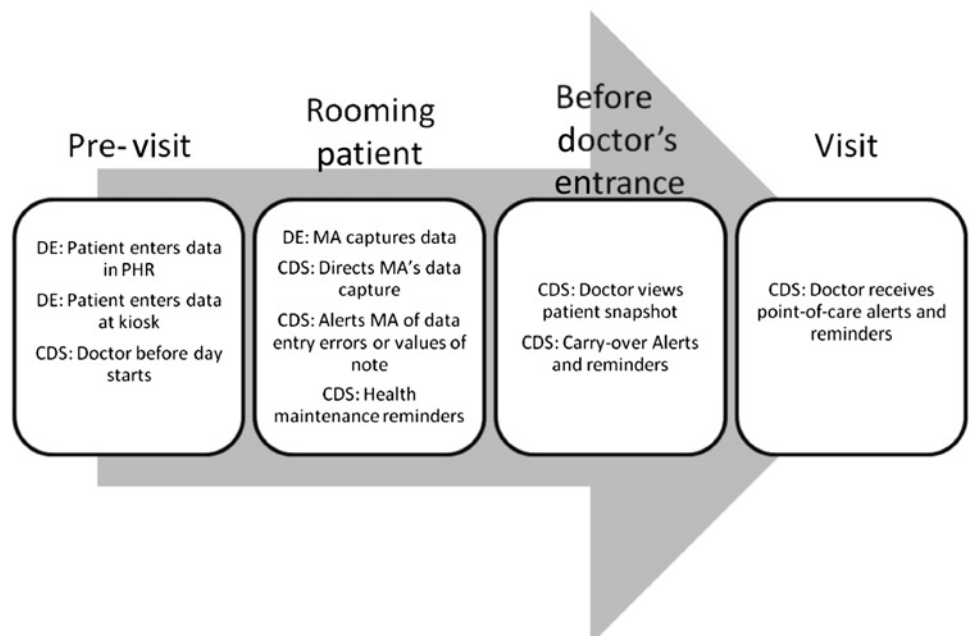 Pre-visit
DE: Patient enters data
in PHR
DE: Patient enters data
at kiosk
CDS: Doctor before day
starts
Rooming
patient
DE: MA captures data
CDS: Directs MA's data
capture
CDS: Alerts MA of data
entry errors or values of
note
CDS: Health
maintenance reminders
Before
doctor's
entrance
CDS: Doctor views
patient snapshot
CDS: Carry-over Alerts
and reminders
Visit
CDS: Doctor receives
point-of-care alerts and
reminders